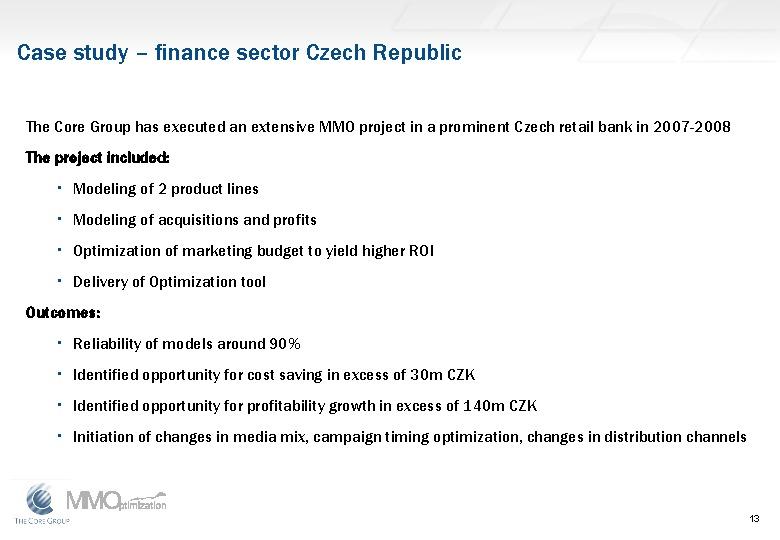 Case study – finance sector Czech Republic
The Core Group has executed an extensive MMO project in a prominent Czech retail bank in 2007-2008
The project included:
• Modeling of 2 product lines
• Modeling of acquisitions and profits
• Optimization of marketing budget to yield higher ROI
• Delivery of Optimization tool
Outcomes:
• Reliability of models around 90%
• Identified opportunity for cost saving in excess of 30m CZK
• Identified opportunity for profitability growth in excess of 140m CZK
• Initiation of changes in media mix, campaign timing optimization, changes in distribution channels
MMOptimization
THE CORE GROUP
13